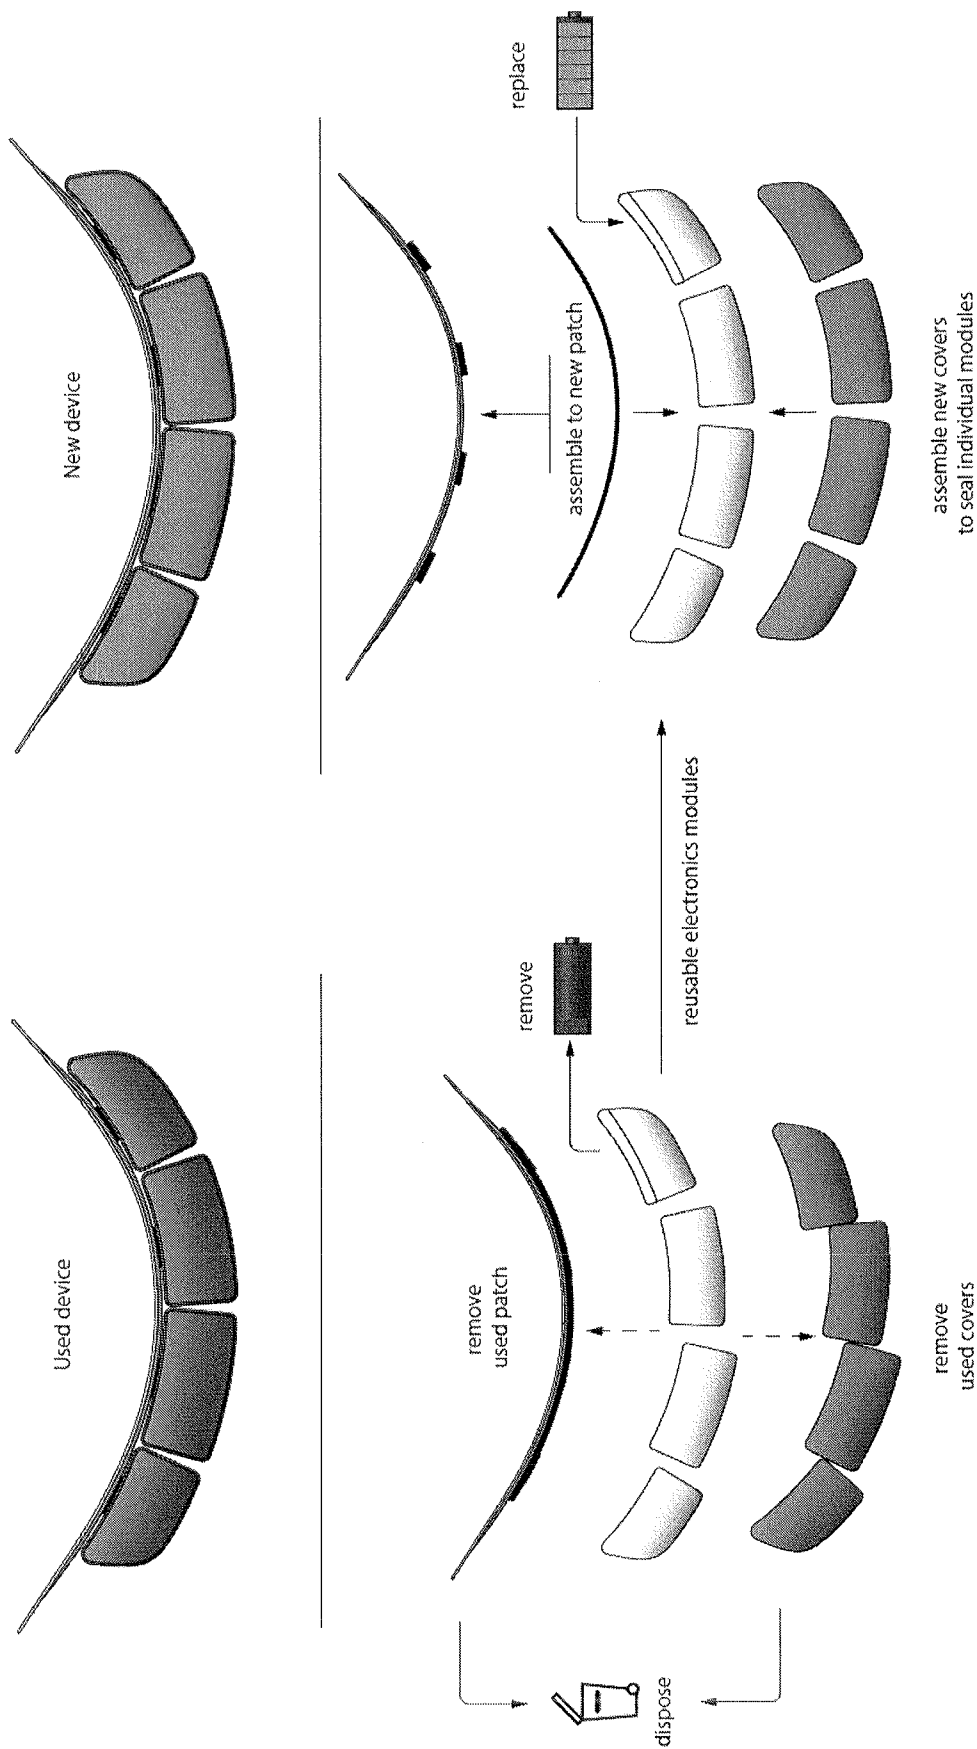 Used device
New device
remove
used patch
remove
replace
assemble to new patch
reusable electronics modules
dispose
remove
used covers
assemble new covers
to seal individual modules